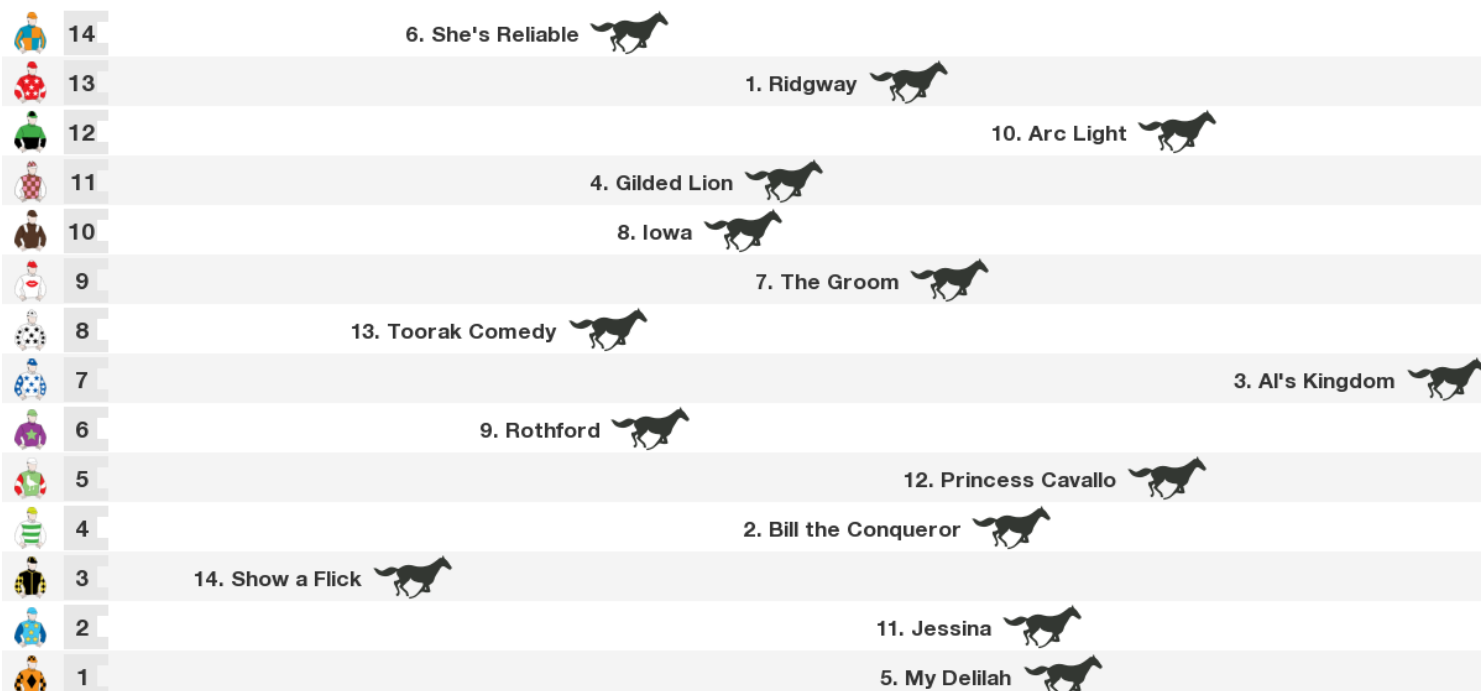 14 6. She's Reliable
13 1. Ridgway
12 10. Arc Light
11 4. Gilded Lion
10 8. Iowa
9 7. The Groom
8 13. Toorak Comedy
7 3. Al's Kingdom
6 9. Rothford
5 12. Princess Cavallo
4 2. Bill the Conqueror
3 14. Show a Flick
2 11. Jessina
1 5. My Delilah